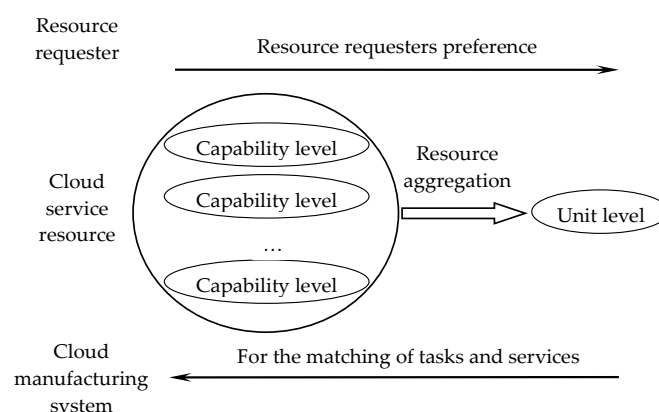 Resource
requester
Resource requesters preference
Cloud
service
resource
Capability level
Capability level
...
Capability level
Resource
aggregation
Unit level
Cloud
manufacturing
system
For the matching of tasks and services